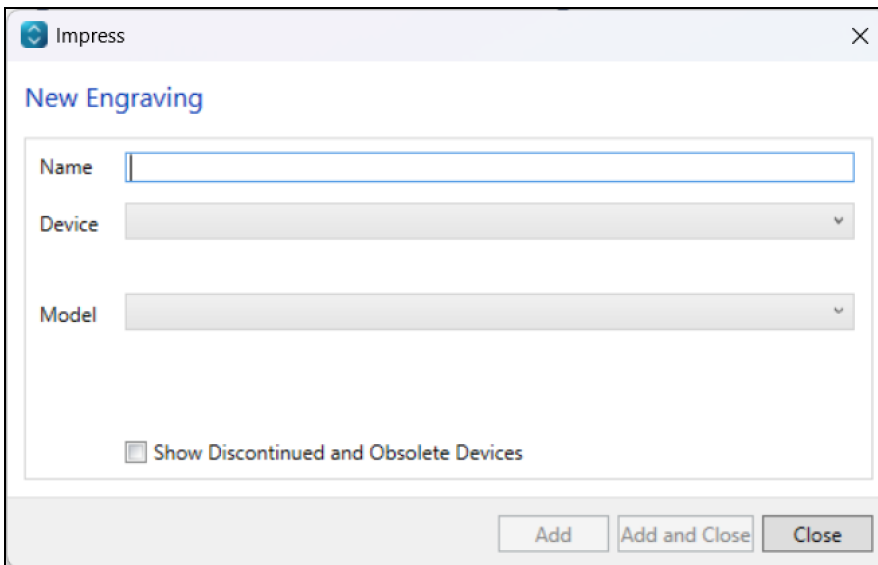 Impress
New Engraving
Name
Device
Model
Show Discontinued and Obsolete Devices
Add Add and Close Close